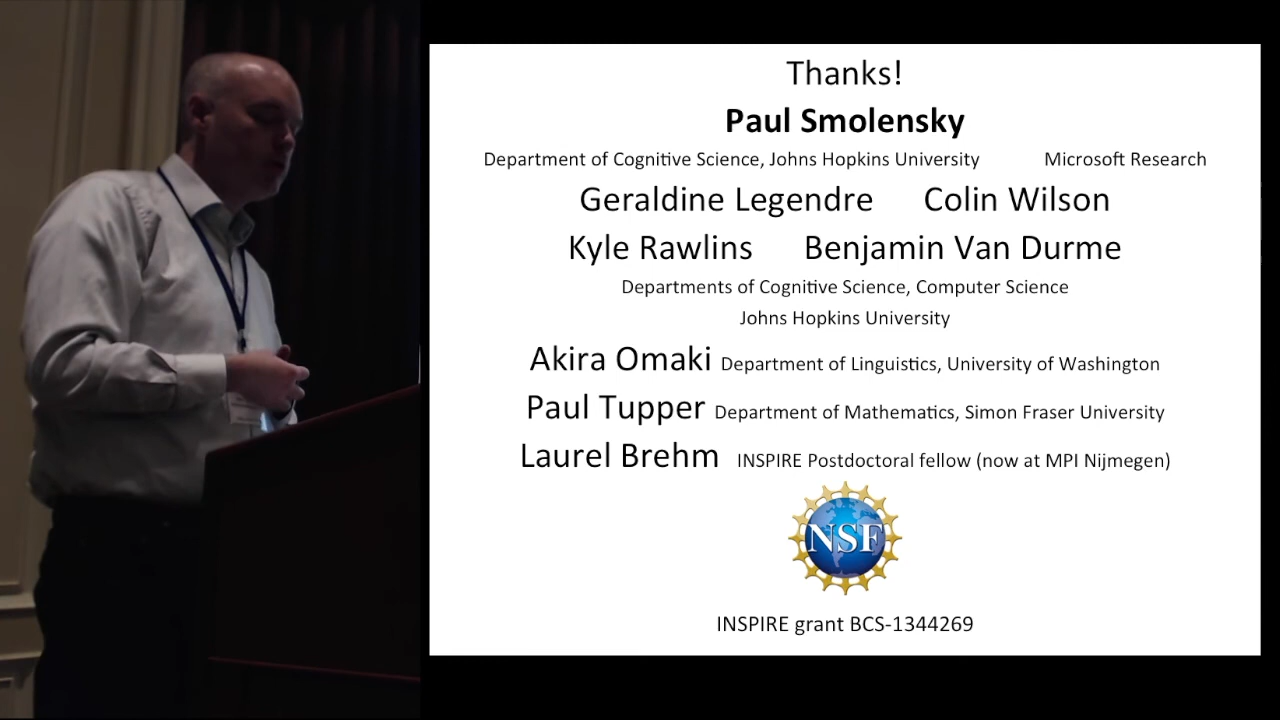 Thanks!
Paul Smolensky
Department of Cognitive Science, Johns Hopkins University Microsoft Research
Geraldine Legendre Colin Wilson
Kyle Rawlins Benjamin Van Durme
Departments of Cognitive Science, Computer Science
Johns Hopkins University
Akira Omaki Department of Linguistics, University of Washington
Paul Tupper Department of Mathematics, Simon Fraser University
Laurel Brehm INSPIRE Postdoctoral fellow (now at MPI Nijmegen)
NSF
INSPIRE grant BCS-1344269